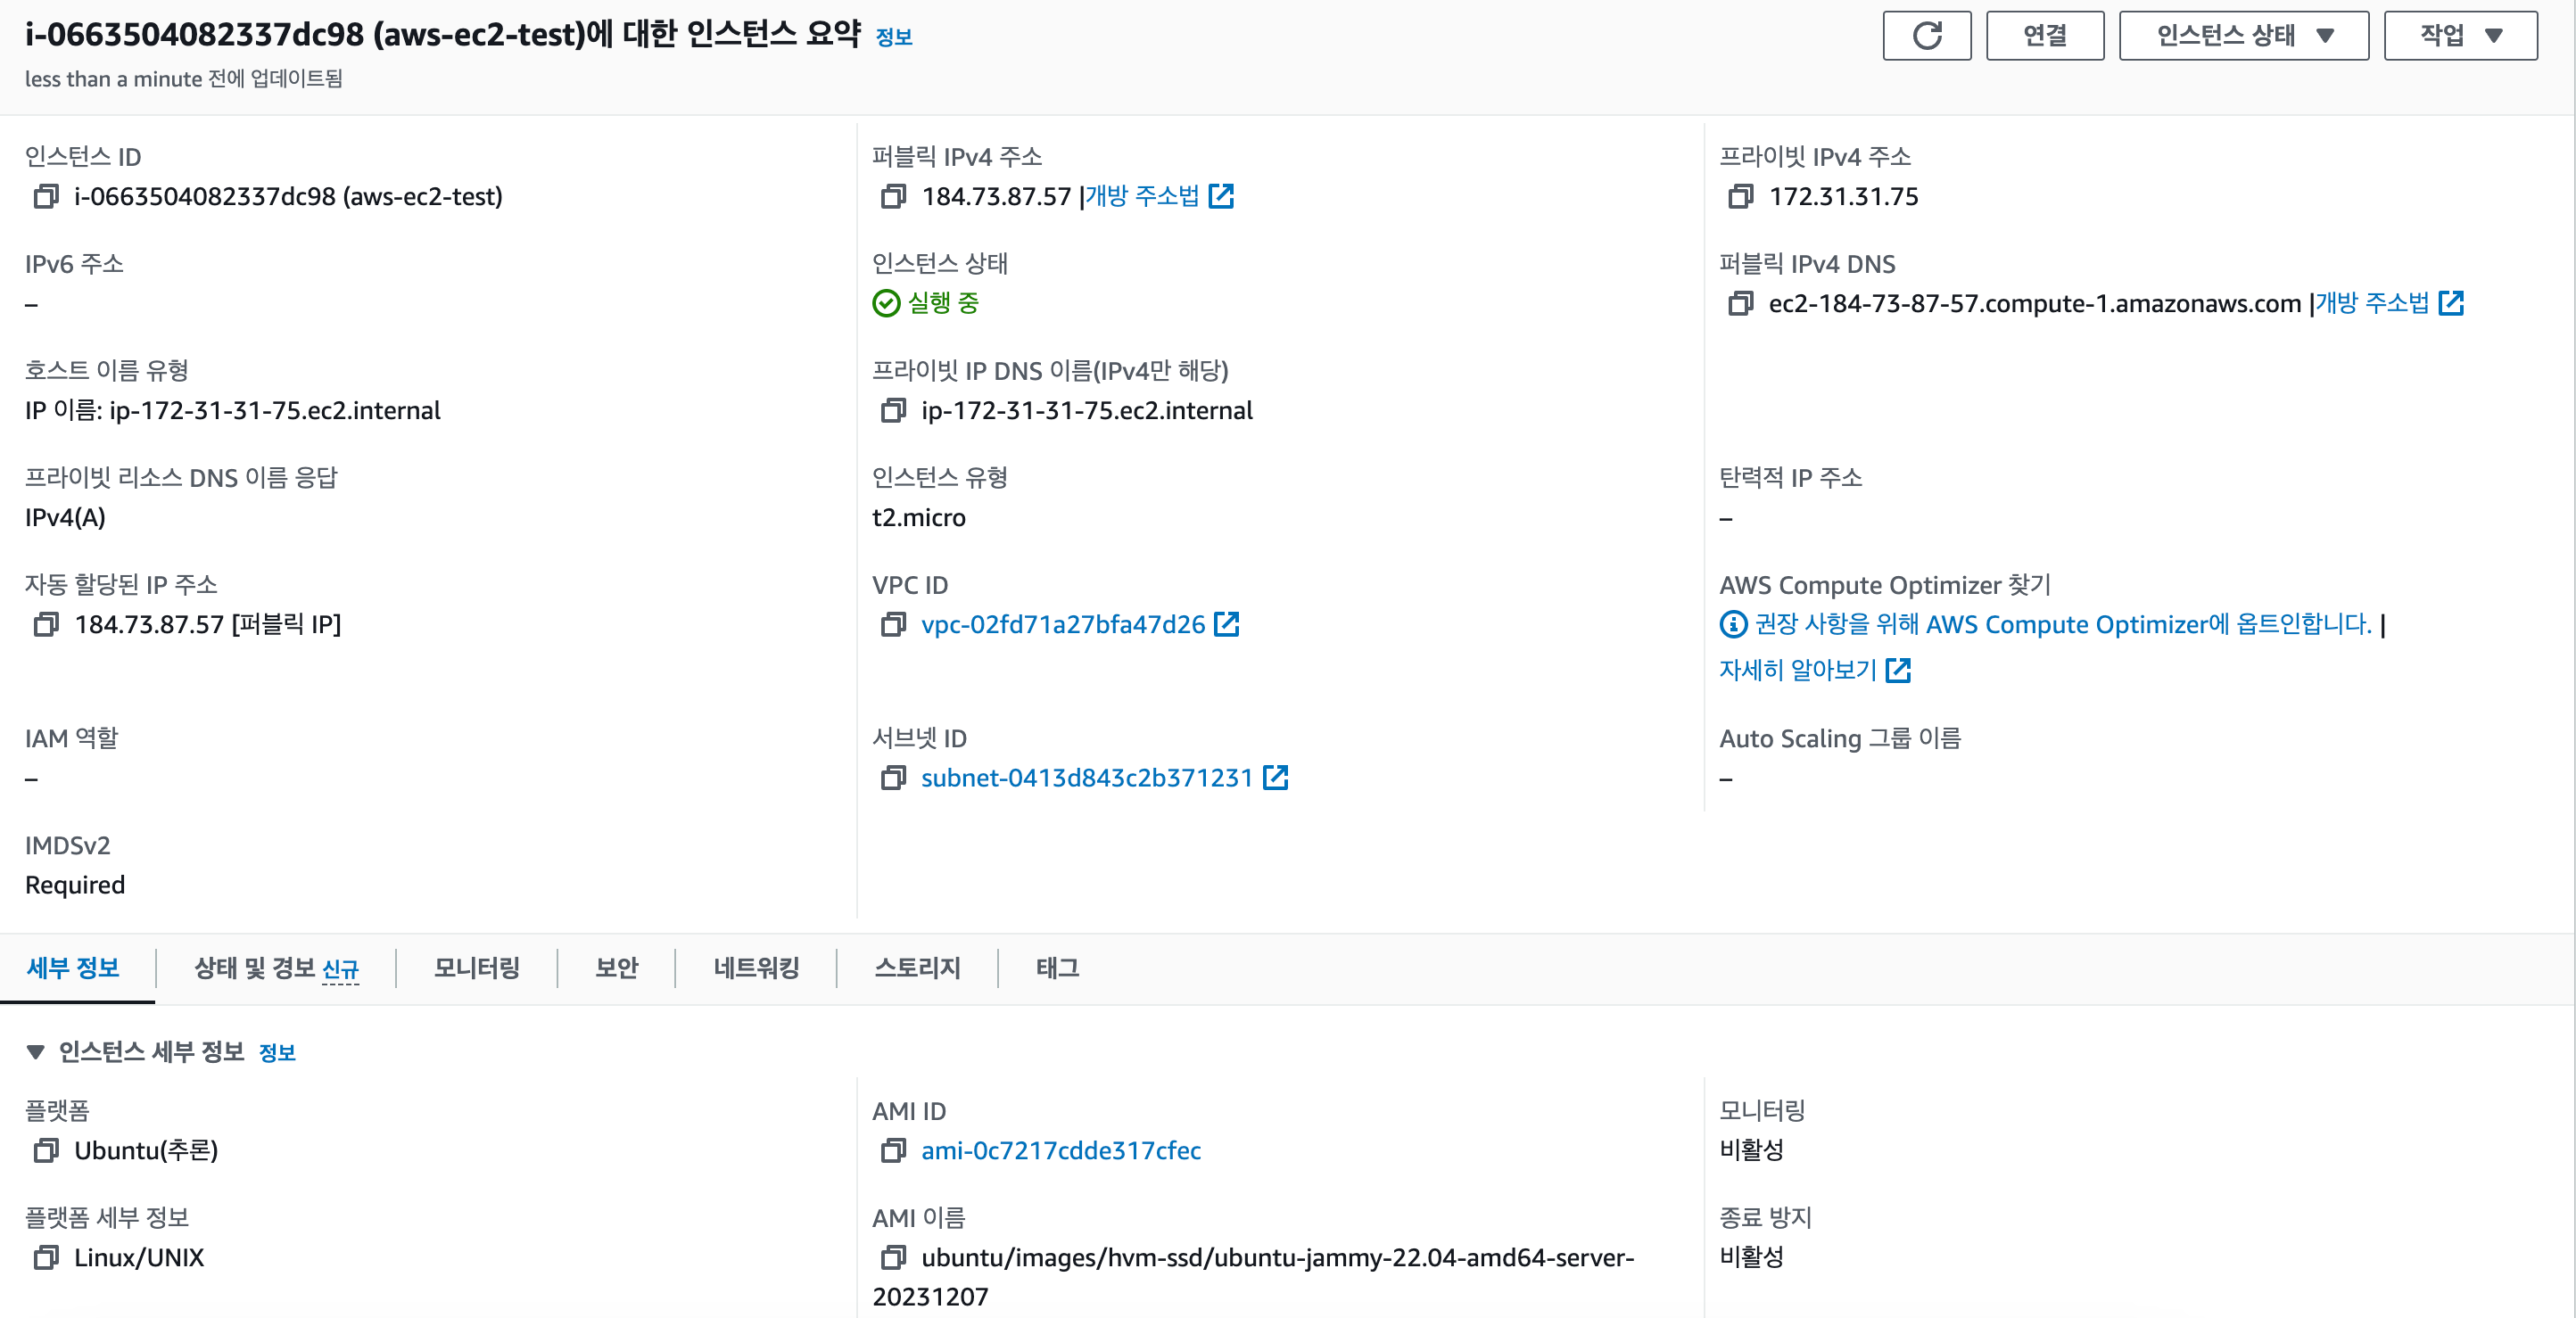 i-0663504082337dc98 (aws-ec2-test)에 대한 인스턴스 요약 정보
less than a minute 전에 업데이트됨
연결
인스턴스 상태
작업
인스턴스 ID
i-0663504082337dc98 (aws-ec2-test)
퍼블릭 IPv4 주소
184.73.87.57 |개방 주소법
프라이빗 IPv4 주소
172.31.31.75
IPv6 주소
–
인스턴스 상태
실행 중
퍼블릭 IPv4 DNS
ec2-184-73-87-57.compute-1.amazonaws.com |개방 주소법
호스트 이름 유형
IP 이름: ip-172-31-31-75.ec2.internal
프라이빗 IP DNS 이름(IPv4만 해당)
ip-172-31-31-75.ec2.internal
프라이빗 리소스 DNS 이름 응답
IPv4(A)
인스턴스 유형
t2.micro
탄력적 IP 주소
–
자동 할당된 IP 주소
184.73.87.57 [퍼블릭 IP]
VPC ID
vpc-02fd71a27bfa47d26
AWS Compute Optimizer 찾기
권장 사항을 위해 AWS Compute Optimizer에 옵트인합니다. |
자세히 알아보기
IAM 역할
–
서브넷 ID
subnet-0413d843c2b371231
Auto Scaling 그룹 이름
–
IMDSv2
Required
세부 정보
상태 및 경보 신규
모니터링
보안
네트워킹
스토리지
태그
인스턴스 세부 정보 정보
플랫폼
Ubuntu(추론)
AMI ID
ami-0c7217cdde317cfec
모니터링
비활성
플랫폼 세부 정보
Linux/UNIX
AMI 이름
ubuntu/images/hvm-ssd/ubuntu-jammy-22.04-amd64-server-
20231207
종료 방지
비활성